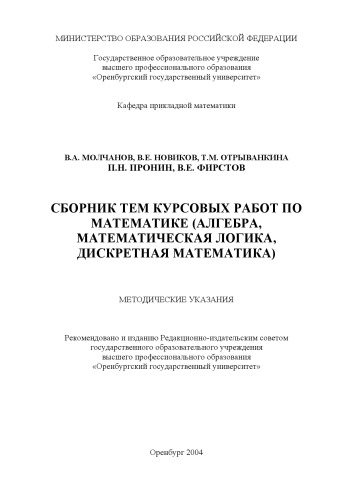 МИНИСТЕРСТВО ОБРАЗОВАНИЯ РОССИЙСКОЙ ФЕДЕРАЦИИ
Государственное образовательное учреждение
высшего профессионального образования
«Оренбургский государственный университет»
Кафедра прикладной математики
В.А. МОЛЧАНОВ, В.Е. НОВИКОВ, Т.М. ОТРЫВАНКИНА
П.Н. ПРОНИН, В.Е. ФИРСТОВ
СБОРНИК ТЕМ КУРСОВЫХ РАБОТ ПО
МАТЕМАТИКЕ (АЛГЕБРА,
МАТЕМАТИЧЕСКАЯ ЛОГИКА,
ДИСКРЕТНАЯ МАТЕМАТИКА)
МЕТОДИЧЕСКИЕ УКАЗАНИЯ
Рекомендовано к изданию Редакционно-издательским советом
государственного образовательного учреждения
высшего профессионального образования
«Оренбургский государственный университет»
Оренбург 2004